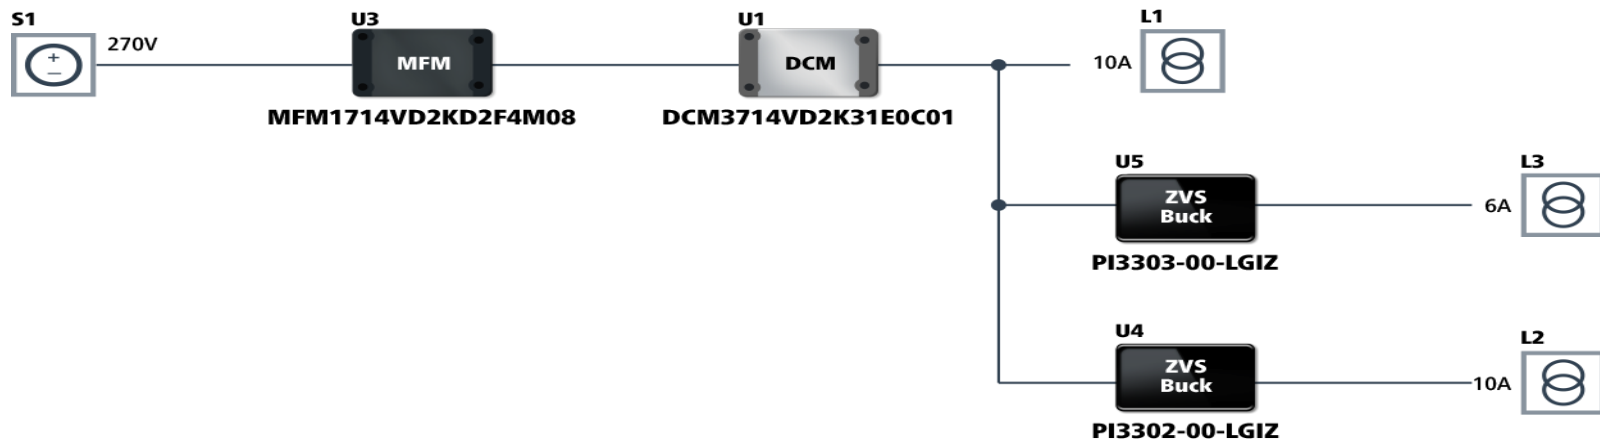 S1
270V
+
−
U3
MFM
MFM1714VD2KD2F4M08
U1
DCM
DCM3714VD2K31E0C01
L1
10A
U5
ZVS
Buck
PI3303-00-LGIZ
L3
6A
U4
ZVS
Buck
PI3302-00-LGIZ
L2
10A